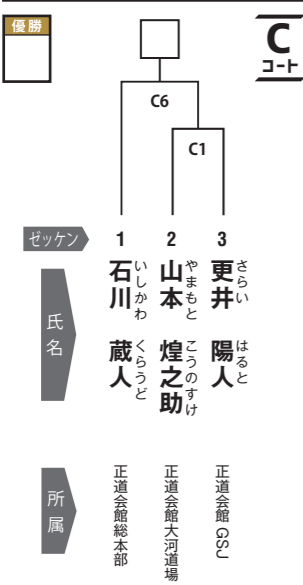 優勝
C
コート
C6
C1
ゼッケン
1
2
3
氏名
石川 蔵人
いしかわ くらうど
山本 煌之助
やまもと こうのすけ
更井 陽人
さらい はると
所属
正道会館総本部
正道会館大河道場
正道会館 GSJ